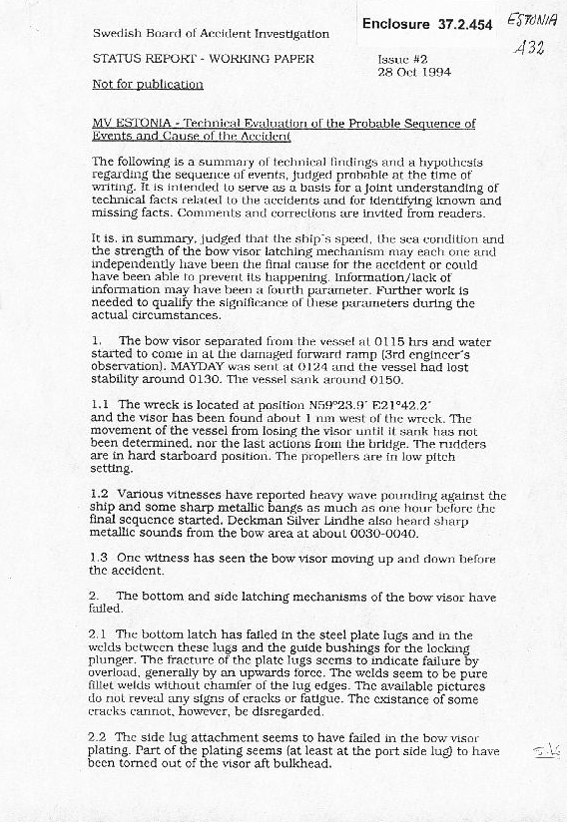 Swedish Board of Accident Investigation
Enclosure 37.2.454
ESTONIA
A32
STATUS REPORT - WORKING PAPER
Issue #2
28 Oct 1994
Not for publication
MV ESTONIA - Technical Evaluation of the Probable Sequence of
Events and Cause of the Accident
The following is a summary of technical findings and a hypothesis
regarding the sequence of events, judged probable at the time of
writing. It is intended to serve as a basis for a joint understanding of
technical facts related to the accidents and for identifying known and
missing facts. Comments and corrections are invited from readers.
It is, in summary, judged that the ship's speed, the sea condition and
the strength of the bow visor latching mechanism may each one and
independently have been the final cause for the accident or could
have been able to prevent its happening. Information/lack of
information may have been a fourth parameter. Further work is
needed to qualify the significance of these parameters during the
actual circumstances.
1. The bow visor separated from the vessel at 0115 hrs and water
started to come in at the damaged forward ramp (3rd engineer's
observation). MAYDAY was sent at 0124 and the vessel had lost
stability around 0130. The vessel sank around 0150.
1.1 The wreck is located at position N59°23.9' E21°42.2'
and the visor has been found about 1 nm west of the wreck. The
movement of the vessel from losing the visor until it sank has not
been determined, nor the last actions from the bridge. The rudders
are in hard starboard position. The propellers are in low pitch
setting.
1.2 Various vitnesses have reported heavy wave pounding against the
ship and some sharp metallic bangs as much as one hour before the
final sequence started. Deckman Silver Lindhe also heard sharp
metallic sounds from the bow area at about 0030-0040.
1.3 One witness has seen the bow visor moving up and down before
the accident.
2. The bottom and side latching mechanisms of the bow visor have
failed.
2.1 The bottom latch has failed in the steel plate lugs and in the
welds between these lugs and the guide bushings for the locking
plunger. The fracture of the plate lugs seems to indicate failure by
overload, generally by an upwards force. The welds seem to be pure
fillet welds without chamfer of the lug edges. The available pictures
do not reveal any signs of cracks or fatigue. The existance of some
cracks cannot, however, be disregarded.
2.2 The side lug attachment seems to have failed in the bow visor
plating. Part of the plating seems (at least at the port side lug) to have
been torned out of the visor aft bulkhead.